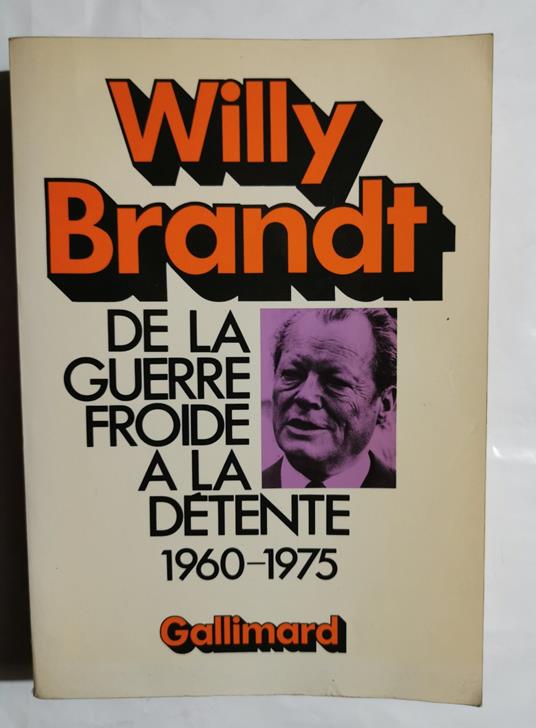 Willy
Brandt
DE LA
GUERRE
FROIDE
A LA
DÉTENTE
1960-1975
Gallimard